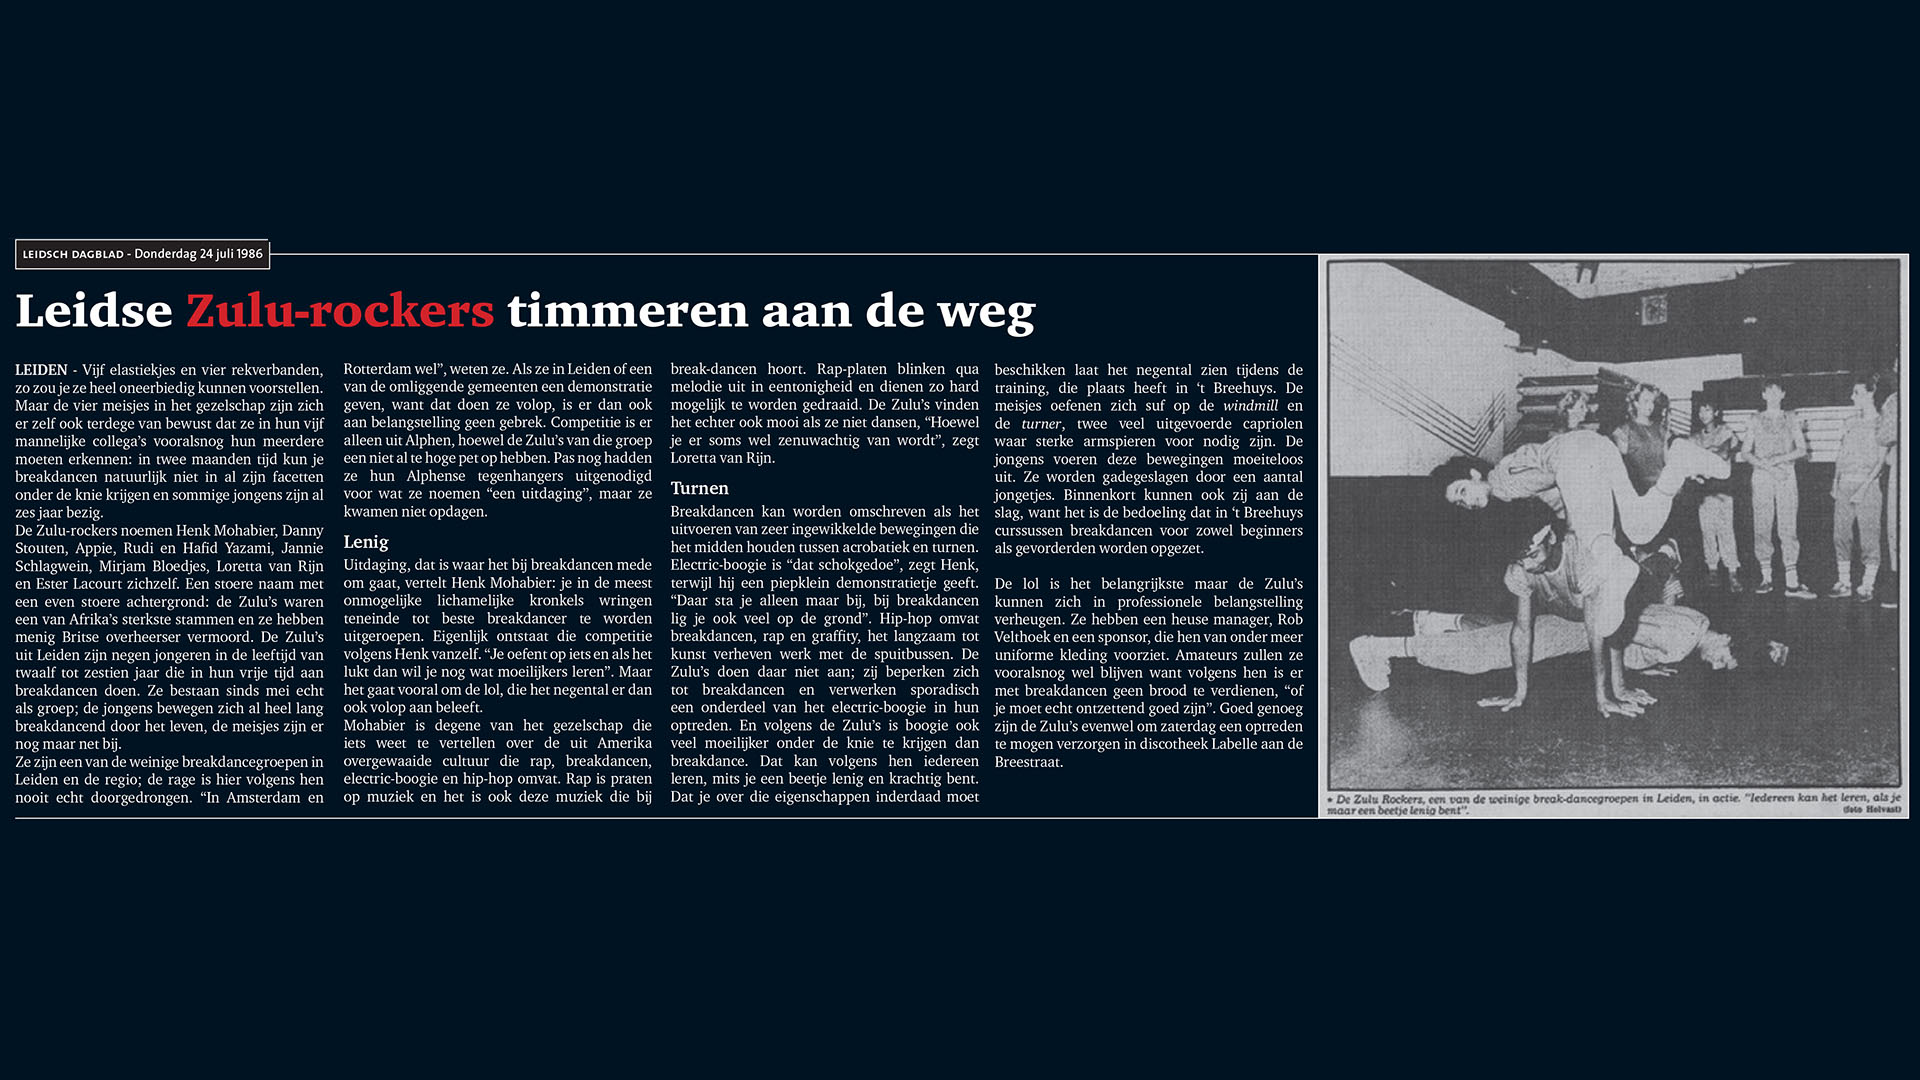 LEIDSCH DAGBLAD - Donderdag 24 juli 1986
Leidse Zulu-rockers timmeren aan de weg
LEIDEN - Vijf elastiekjes en vier rekverbanden,
zo zou je ze heel oneerbiedig kunnen voorstellen.
Maar de vier meisjes in het gezelschap zijn zich
er zelf ook terdege van bewust dat ze in hun vijf
mannelijke collega's vooralsnog hun meerdere
moeten erkennen: in twee maanden tijd kun je
breakdancen natuurlijk niet in al zijn facetten
onder de knie krijgen en sommige jongens zijn al
zes jaar bezig.
De Zulu-rockers noemen Henk Mohabier, Danny
Stouten, Appie, Rudi en Hafid Yazami, Jannie
Schlagwein, Mirjam Bloedjes, Loretta van Rijn
en Ester Lacourt zichzelf. Een stoere naam met
een even stoere achtergrond: de Zulu's waren
een van Afrika's sterkste stammen en ze hebben
menig Britse overheerser vermoord. De Zulu's
uit Leiden zijn negen jongeren in de leeftijd van
twaalf tot zestien jaar die in hun vrije tijd aan
breakdancen doen. Ze bestaan sinds mei echt
als groep; de jongens bewegen zich al heel lang
breakdancend door het leven, de meisjes zijn er
nog maar net bij.
Ze zijn een van de weinige breakdancegroepen in
Leiden en de regio; de rage is hier volgens hen
nooit echt doorgedrongen. “In Amsterdam en
Rotterdam wel”, weten ze. Als ze in Leiden of een
van de omliggende gemeenten een demonstratie
geven, want dat doen ze volop, is er dan ook
aan belangstelling geen gebrek. Competitie is er
alleen uit Alphen, hoewel de Zulu's van die groep
een niet al te hoge pet op hebben. Pas nog hadden
ze hun Alphense tegenhangers uitgenodigd
voor wat ze noemen “een uitdaging”, maar ze
kwamen niet opdagen.
Lenig
Uitdaging, dat is waar het bij breakdancen mede
om gaat, vertelt Henk Mohabier: je in de meest
onmogelijke lichamelijke kronkels wringen
teneinde tot beste breakdancer te worden
uitgeroepen. Eigenlijk ontstaat die competitie
volgens Henk vanzelf. “Je oefent op iets en als het
lukt dan wil je nog wat moeilijkers leren”. Maar
het gaat vooral om de lol, die het negental er dan
ook volop aan beleeft.
Mohabier is degene van het gezelschap die
iets weet te vertellen over de uit Amerika
overgewaaide cultuur die rap, breakdancen,
electric-boogie en hip-hop omvat. Rap is praten
op muziek en het is ook deze muziek die bij
break-dancen hoort. Rap-platen blinken qua
melodie uit in eentonigheid en dienen zo hard
mogelijk te worden gedraaid. De Zulu's vinden
het echter ook mooi als ze niet dansen, “Hoewel
je er soms wel zenuwachtig van wordt”, zegt
Loretta van Rijn.
Turnen
Breakdancen kan worden omschreven als het
uitvoeren van zeer ingewikkelde bewegingen die
het midden houden tussen acrobatiek en turnen.
Electric-boogie is “dat schokgedoe”, zegt Henk,
terwijl hij een piepklein demonstratietje geeft.
“Daar sta je alleen maar bij, bij breakdancen
lig je ook veel op de grond”. Hip-hop omvat
breakdancen, rap en graffity, het langzaam tot
kunst verheven werk met de spuitbussen. De
Zulu's doen daar niet aan; zij beperken zich
tot breakdancen en verwerken sporadisch
een onderdeel van het electric-boogie in hun
optreden. En volgens de Zulu's is boogie ook
veel moeilijker onder de knie te krijgen dan
breakdance. Dat kan volgens hen iedereen
leren, mits je een beetje lenig en krachtig bent.
Dat je over die eigenschappen inderdaad moet
beschikken laat het negental zien tijdens de
training, die plaats heeft in ‘t Breehuys. De
meisjes oefenen zich suf op de windmill en
de turner, twee veel uitgevoerde capriolen
waar sterke armspieren voor nodig zijn. De
jongens voeren deze bewegingen moeiteloos
uit. Ze worden gadegeslagen door een aantal
jongetjes. Binnenkort kunnen ook zij aan de
slag, want het is de bedoeling dat in ‘t Breehuys
curssussen breakdancen voor zowel beginners
als gevorderden worden opgezet.
De lol is het belangrijkste maar de Zulu's
kunnen zich in professionele belangstelling
verheugen. Ze hebben een heuse manager, Rob
Velthoek en een sponsor, die hen van onder meer
uniforme kleding voorziet. Amateurs zullen ze
vooralsnog wel blijven want volgens hen is er
met breakdancen geen brood te verdienen, “of
je moet echt ontzettend goed zijn”. Goed genoeg
zijn de Zulu's evenwel om zaterdag een optreden
te mogen verzorgen in discotheek Labelle aan de
Breestraat.
★ De Zulu Rockers, een van de weinige break-dancegroepen in Leiden, in actie. "Iedereen kan het leren, als je
maar een beetje lenig bent".
(foto Holvast)